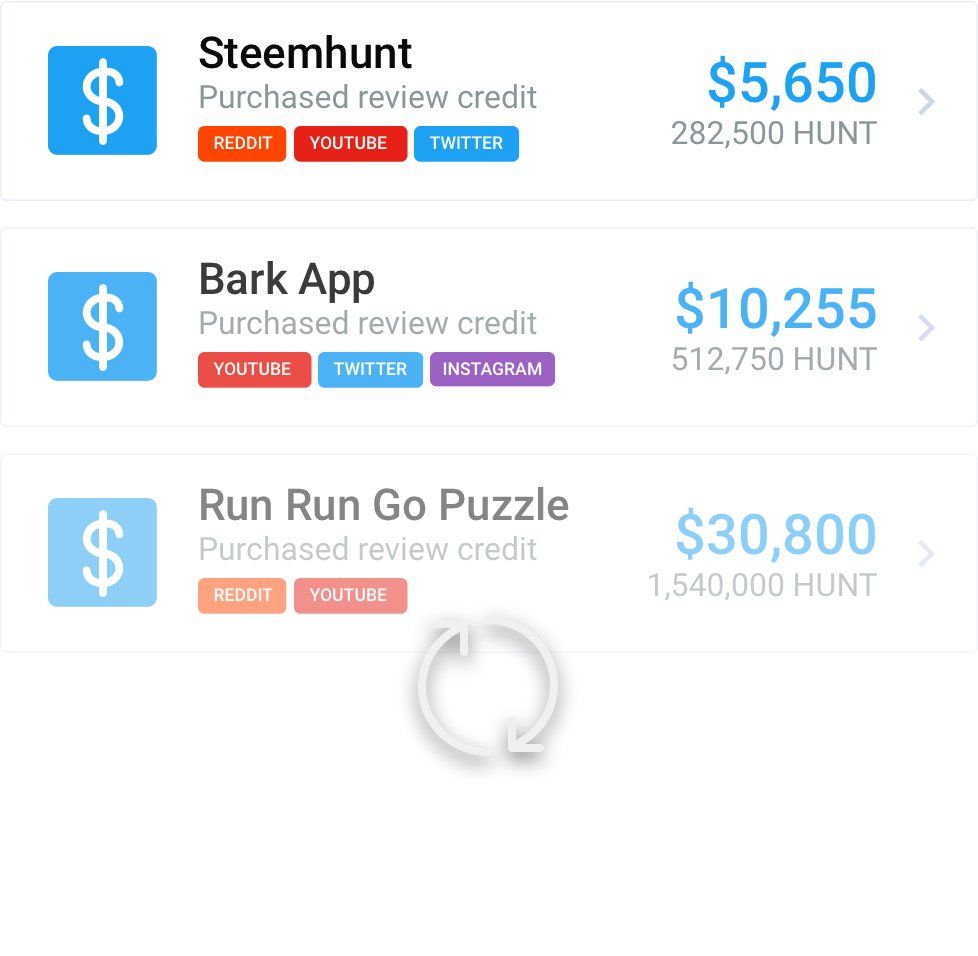 Steemhunt
Purchased review credit
REDDIT YOUTUBE TWITTER
$5,650
282,500 HUNT
Bark App
Purchased review credit
YOUTUBE TWITTER INSTAGRAM
$10,255
512,750 HUNT
Run Run Go Puzzle
Purchased review credit
REDDIT YOUTUBE
$30,800
1,540,000 HUNT